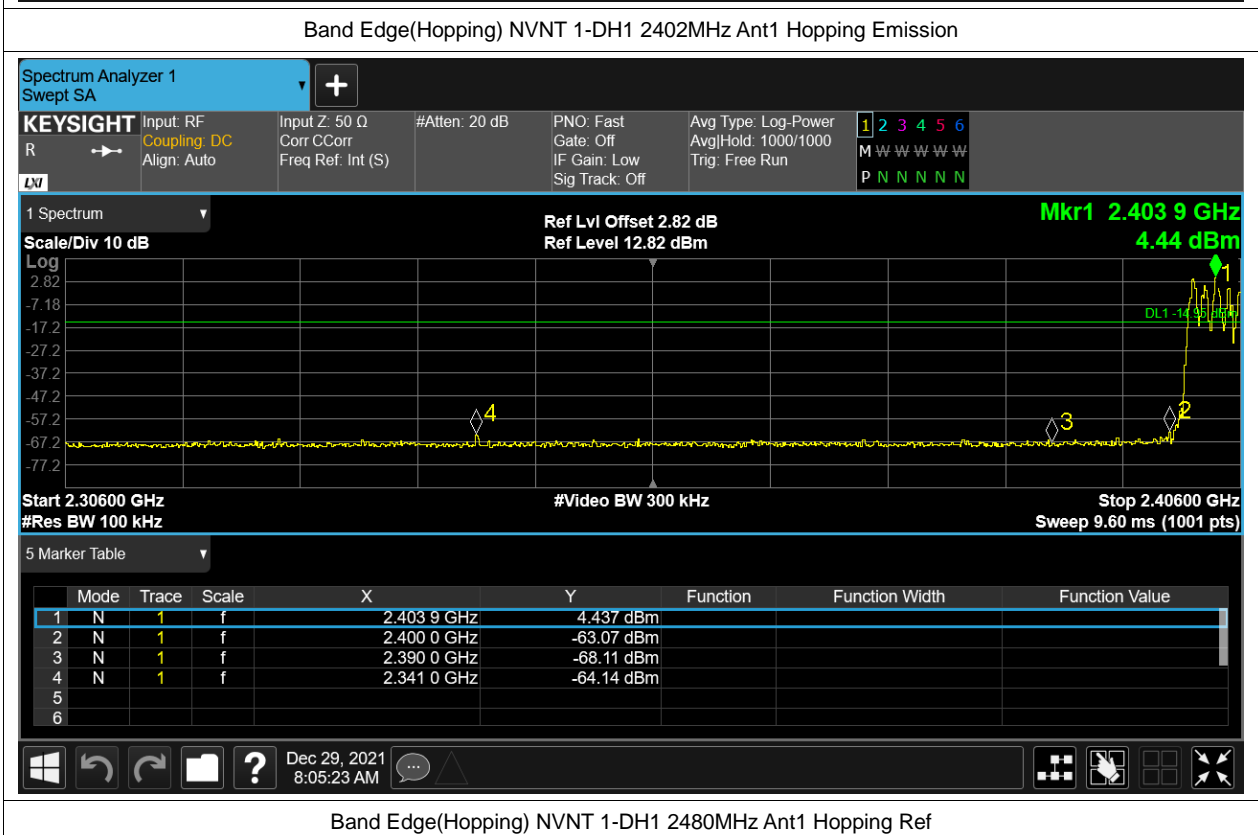 Band Edge(Hopping) NVNT 1-DH1 2402MHz Ant1 Hopping Emission
Spectrum Analyzer 1
Swept SA
+
KEYSIGHT
R
LXI
Input: RF
Coupling: DC
Align: Auto
Input Z: 50 Ω
Corr CCorr
Freq Ref: Int (S)
#Atten: 20 dB
PNO: Fast
Gate: Off
IF Gain: Low
Sig Track: Off
Avg Type: Log-Power
Avg|Hold: 1000/1000
Trig: Free Run
1 2 3 4 5 6
M W W W W W
P N N N N N
1 Spectrum
Scale/Div 10 dB
Ref Lvl Offset 2.82 dB
Ref Level 12.82 dBm
Mkr1 2.403 9 GHz
4.44 dBm
Log
2.82
-7.18
-17.2
-27.2
-37.2
-47.2
-57.2
-67.2
-77.2
1
DL1 -14.95 dBm
4
3
2
Start 2.30600 GHz
#Res BW 100 kHz
#Video BW 300 kHz
Stop 2.40600 GHz
Sweep 9.60 ms (1001 pts)
5 Marker Table
Mode Trace Scale X Y Function Function Width Function Value
1 N 1 f 2.403 9 GHz 4.437 dBm
2 N 1 f 2.400 0 GHz -63.07 dBm
3 N 1 f 2.390 0 GHz -68.11 dBm
4 N 1 f 2.341 0 GHz -64.14 dBm
5
6
?
Dec 29, 2021
8:05:23 AM
Band Edge(Hopping) NVNT 1-DH1 2480MHz Ant1 Hopping Ref